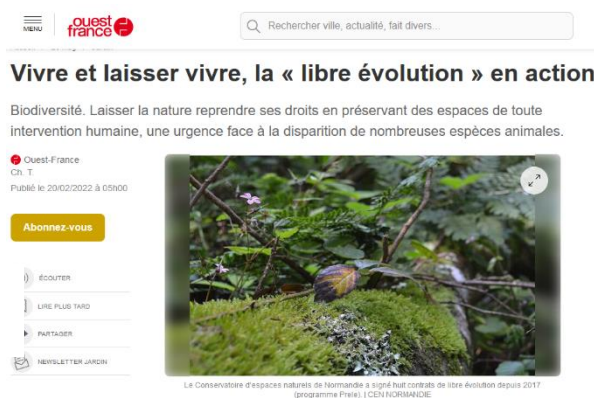 MENU
ouest
france
Rechercher ville, actualité, fait divers...
Vivre et laisser vivre, la « libre évolution » en action
Biodiversité. Laisser la nature reprendre ses droits en préservant des espaces de toute
intervention humaine, une urgence face à la disparition de nombreuses espèces animales.
Ouest-France
Ch. T.
Publié le 20/02/2022 à 05h00
Abonnez-vous
ÉCOUTER
LIRE PLUS TARD
PARTAGER
NEWSLETTER JARDIN
Le Conservatoire d'espaces naturels de Normandie a signé huit contrats de libre évolution depuis 2017
(programme Prele). | CEN NORMANDIE